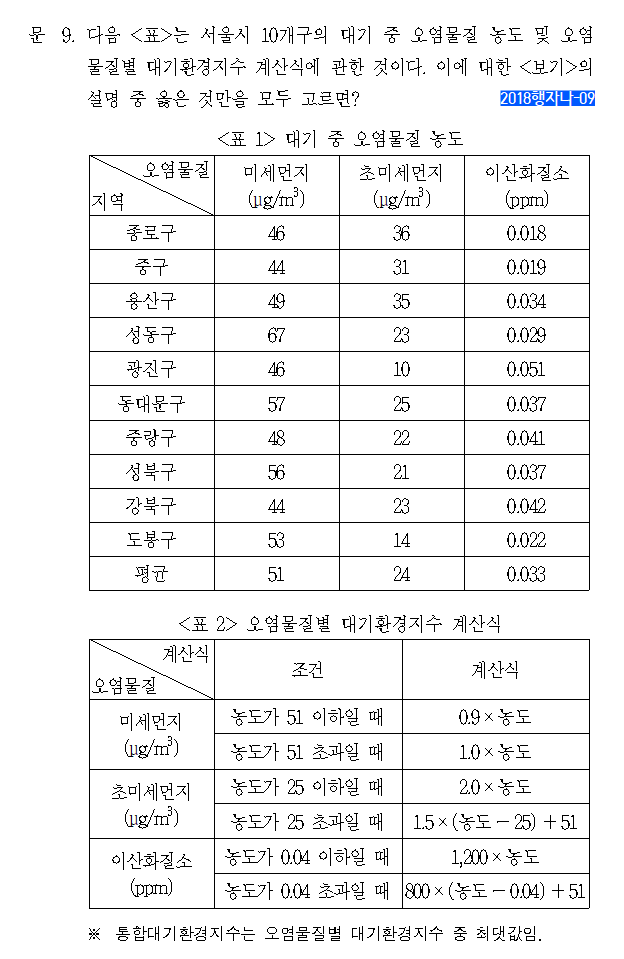 문 9. 다음 <표>는 서울시 10개구의 대기 중 오염물질 농도 및 오염
물질별 대기환경지수 계산식에 관한 것이다. 이에 대한 <보기>의
설명 중 옳은 것만을 모두 고르면?
2018행자나-09
<표 1> 대기 중 오염물질 농도
오염물질 미세먼지 초미세먼지 이산화질소
지역 (㎍/m³) (㎍/m³) (ppm)
종로구 46 36 0.018
중구 44 31 0.019
용산구 49 35 0.034
성동구 67 23 0.029
광진구 46 10 0.051
동대문구 57 25 0.037
중랑구 48 22 0.041
성북구 56 21 0.037
강북구 44 23 0.042
도봉구 53 14 0.022
평균 51 24 0.033
<표 2> 오염물질별 대기환경지수 계산식
계산식 조건 계산식
오염물질
미세먼지 농도가 51 이하일 때 0.9×농도
(㎍/m³) 농도가 51 초과일 때 1.0×농도
초미세먼지 농도가 25 이하일 때 2.0×농도
(㎍/m³) 농도가 25 초과일 때 1.5×(농도-25)+51
이산화질소 농도가 0.04 이하일 때 1,200×농도
(ppm) 농도가 0.04 초과일 때 800×(농도-0.04)+51
※ 통합대기환경지수는 오염물질별 대기환경지수 중 최댓값임.